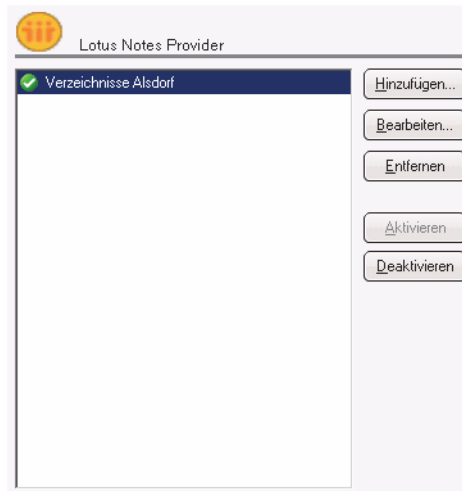 Lotus Notes Provider
Verzeichnisse Alsdorf
Hinzufügen...
Bearbeiten...
Entfernen
Aktivieren
Deaktivieren